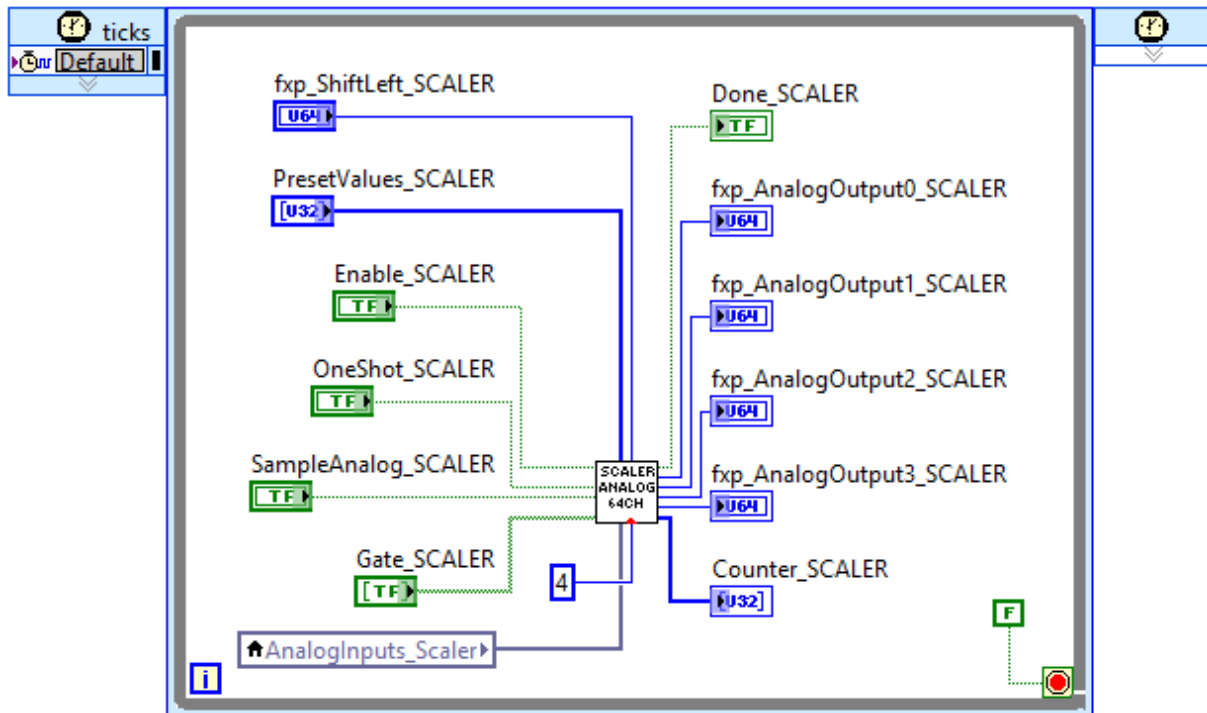 ticks
Default
fxp_ShiftLeft_SCALER
U64
PresetValues_SCALER
[U32]
Enable_SCALER
TF
OneShot_SCALER
TF
SampleAnalog_SCALER
TF
Gate_SCALER
[TF]
4
AnalogInputs_Scaler
i
SCALER
ANALOG
64CH
Done_SCALER
TF
fxp_AnalogOutput0_SCALER
U64
fxp_AnalogOutput1_SCALER
U64
fxp_AnalogOutput2_SCALER
U64
fxp_AnalogOutput3_SCALER
U64
Counter_SCALER
[U32]
F